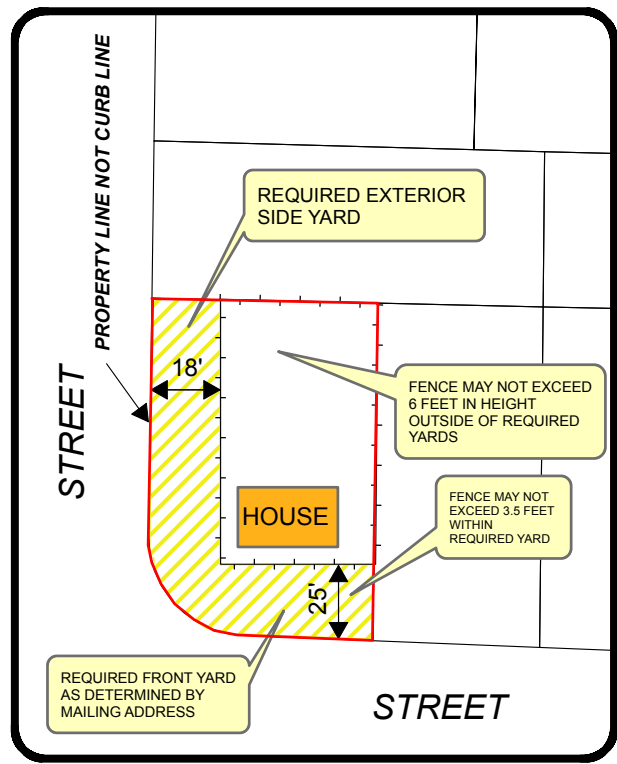 PROPERTY LINE NOT CURB LINE
REQUIRED EXTERIOR
SIDE YARD
STREET
18'
FENCE MAY NOT EXCEED
6 FEET IN HEIGHT
OUTSIDE OF REQUIRED
YARDS
FENCE MAY NOT
EXCEED 3.5 FEET
WITHIN
REQUIRED YARD
HOUSE
25'
REQUIRED FRONT YARD
AS DETERMINED BY
MAILING ADDRESS
STREET